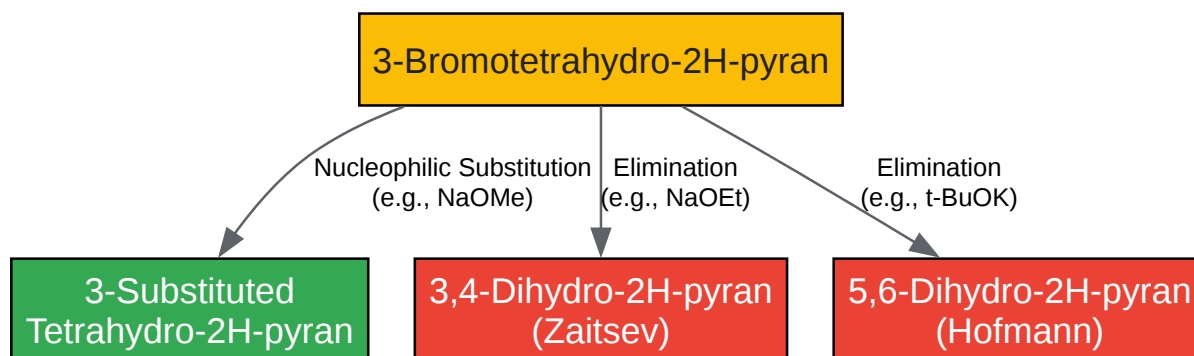 3-Bromotetrahydro-2H-pyran
Nucleophilic Substitution
(e.g., NaOMe)
Elimination
(e.g., NaOEt)
Elimination
(e.g., t-BuOK)
3-Substituted
Tetrahydro-2H-pyran
3,4-Dihydro-2H-pyran
(Zaitsev)
5,6-Dihydro-2H-pyran
(Hofmann)